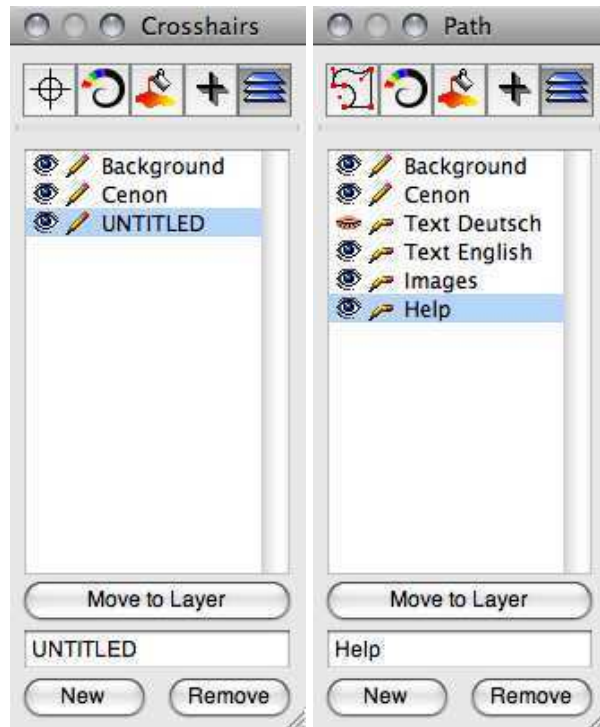 Crosshairs
Background
Cenon
UNTITLED
Move to Layer
UNTITLED
New
Remove
Path
Background
Cenon
Text Deutsch
Text English
Images
Help
Move to Layer
Help
New
Remove